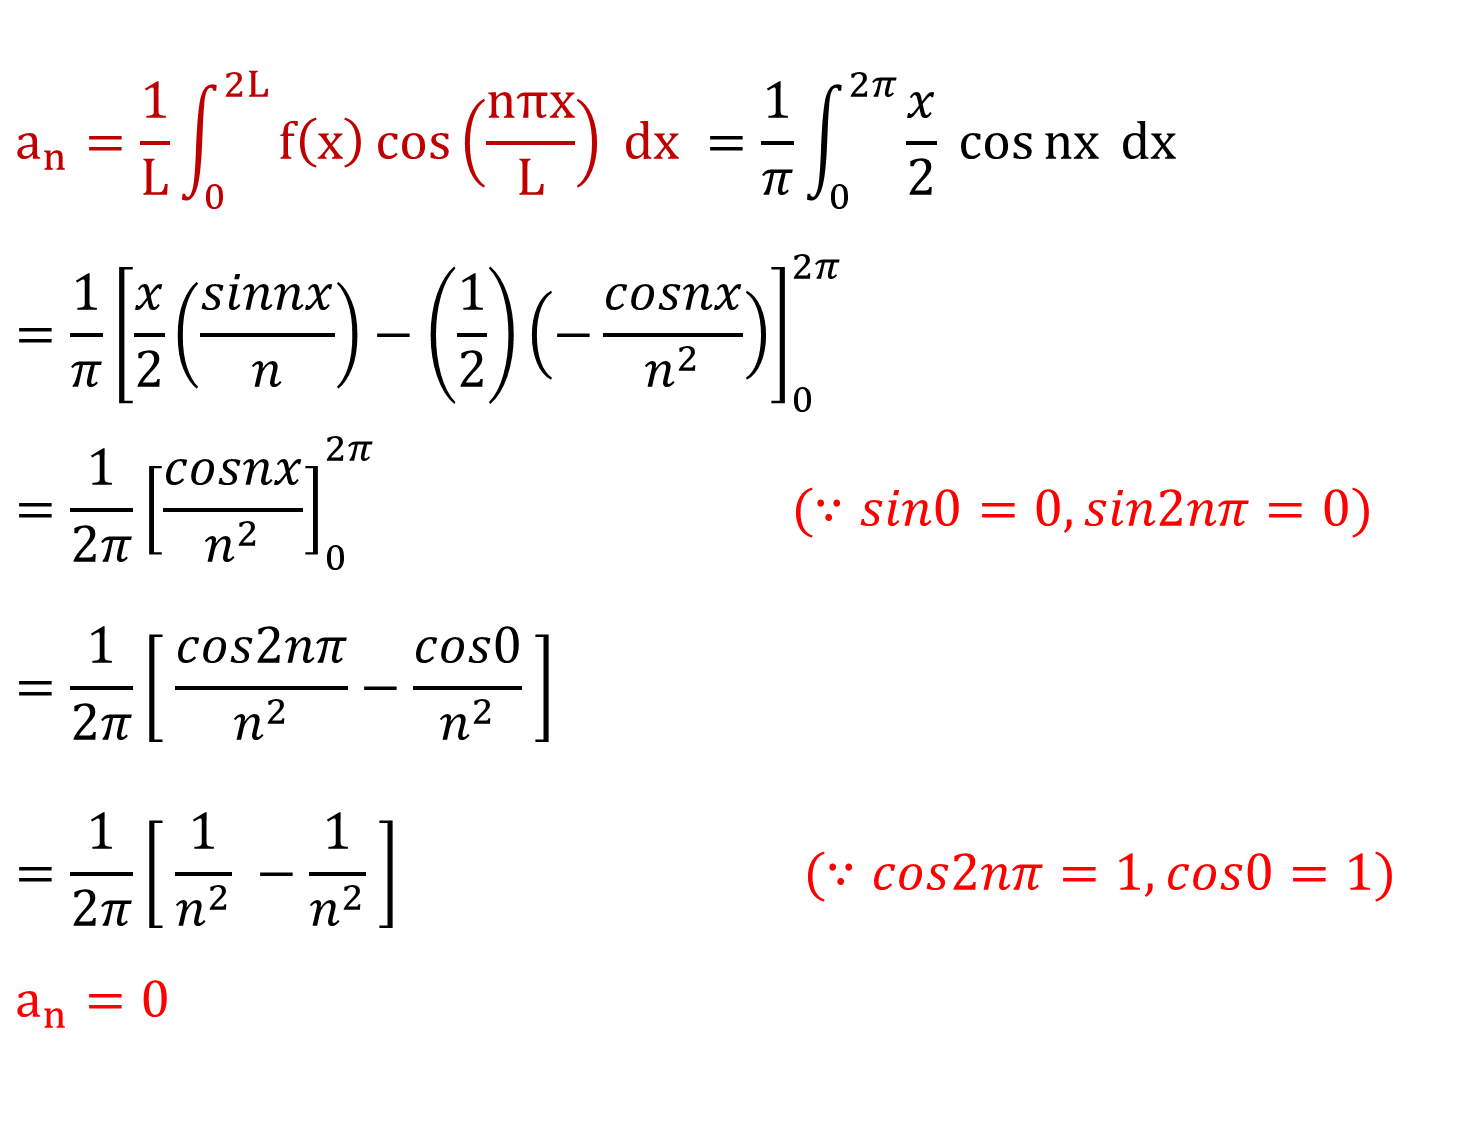 aₙ = 1/L ∫₀^2L f(x) cos (nπx/L) dx = 1/π ∫₀^2π x/2 cos nx dx
= 1/π [x/2 (sinnx/n) − (1/2) (− cosnx/n²)]₀^2π
= 1/2π [cosnx/n²]₀^2π (∵ sin0 = 0, sin2nπ = 0)
= 1/2π [ cos2nπ/n² − cos0/n² ]
= 1/2π [ 1/n² − 1/n² ] (∵ cos2nπ = 1, cos0 = 1)
aₙ = 0